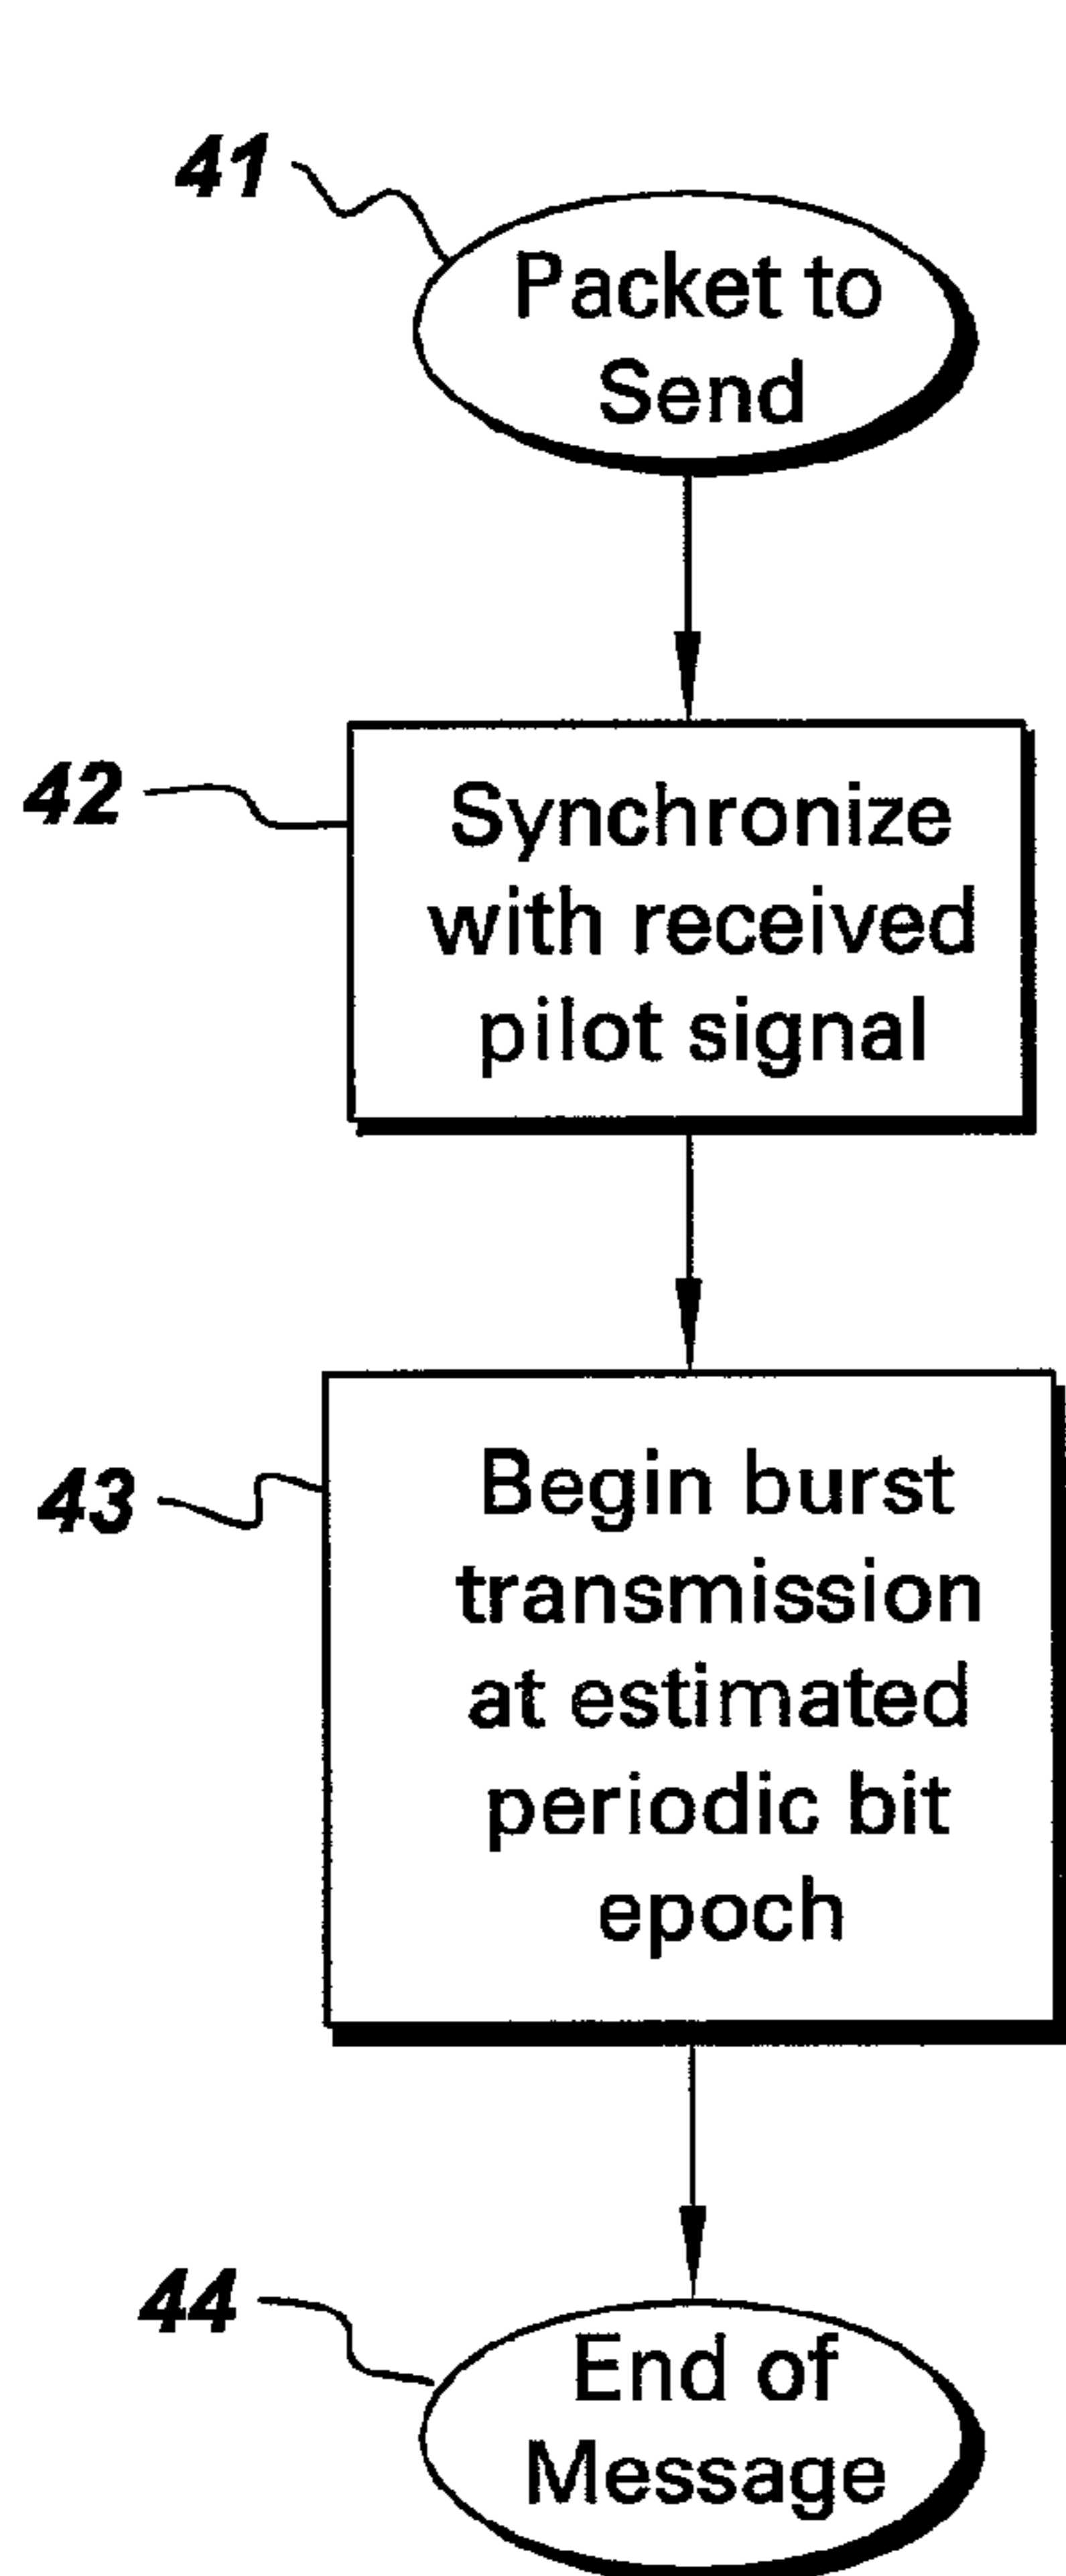 41
Packet to
Send
42
Synchronize
with received
pilot signal
43
Begin burst
transmission
at estimated
periodic bit
epoch
44
End of
Message